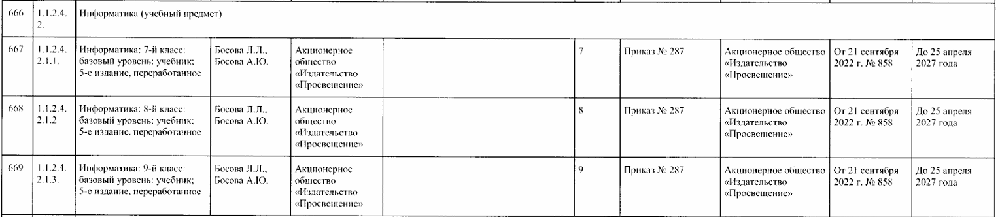 666
1.1.2.4.
2.
Информатика (учебный предмет)
667
1.1.2.4.
2.1.1.
Информатика: 7-й класс:
базовый уровень: учебник;
5-е издание, переработанное
Босова Л.Л.,
Босова А.Ю.
Акционерное
общество
«Издательство
«Просвещение»
7
Приказ № 287
Акционерное общество
«Издательство
«Просвещение»
От 21 сентября
2022 г. № 858
До 25 апреля
2027 года
668
1.1.2.4.
2.1.2
Информатика: 8-й класс:
базовый уровень: учебник;
5-е издание, переработанное
Босова Л.Л.,
Босова А.Ю.
Акционерное
общество
«Издательство
«Просвещение»
8
Приказ № 287
Акционерное общество
«Издательство
«Просвещение»
От 21 сентября
2022 г. № 858
До 25 апреля
2027 года
669
1.1.2.4.
2.1.3.
Информатика: 9-й класс:
базовый уровень: учебник;
5-е издание, переработанное
Босова Л.Л.,
Босова А.Ю.
Акционерное
общество
«Издательство
«Просвещение»
9
Приказ № 287
Акционерное общество
«Издательство
«Просвещение»
От 21 сентября
2022 г. № 858
До 25 апреля
2027 года